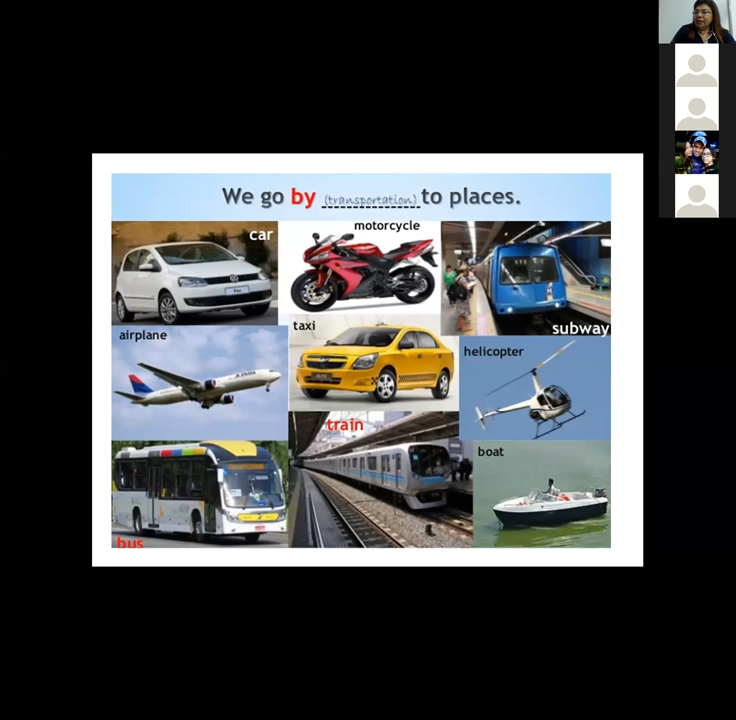 We go by (transportation) to places.
car
motorcycle
subway
airplane
taxi
helicopter
train
boat
bus